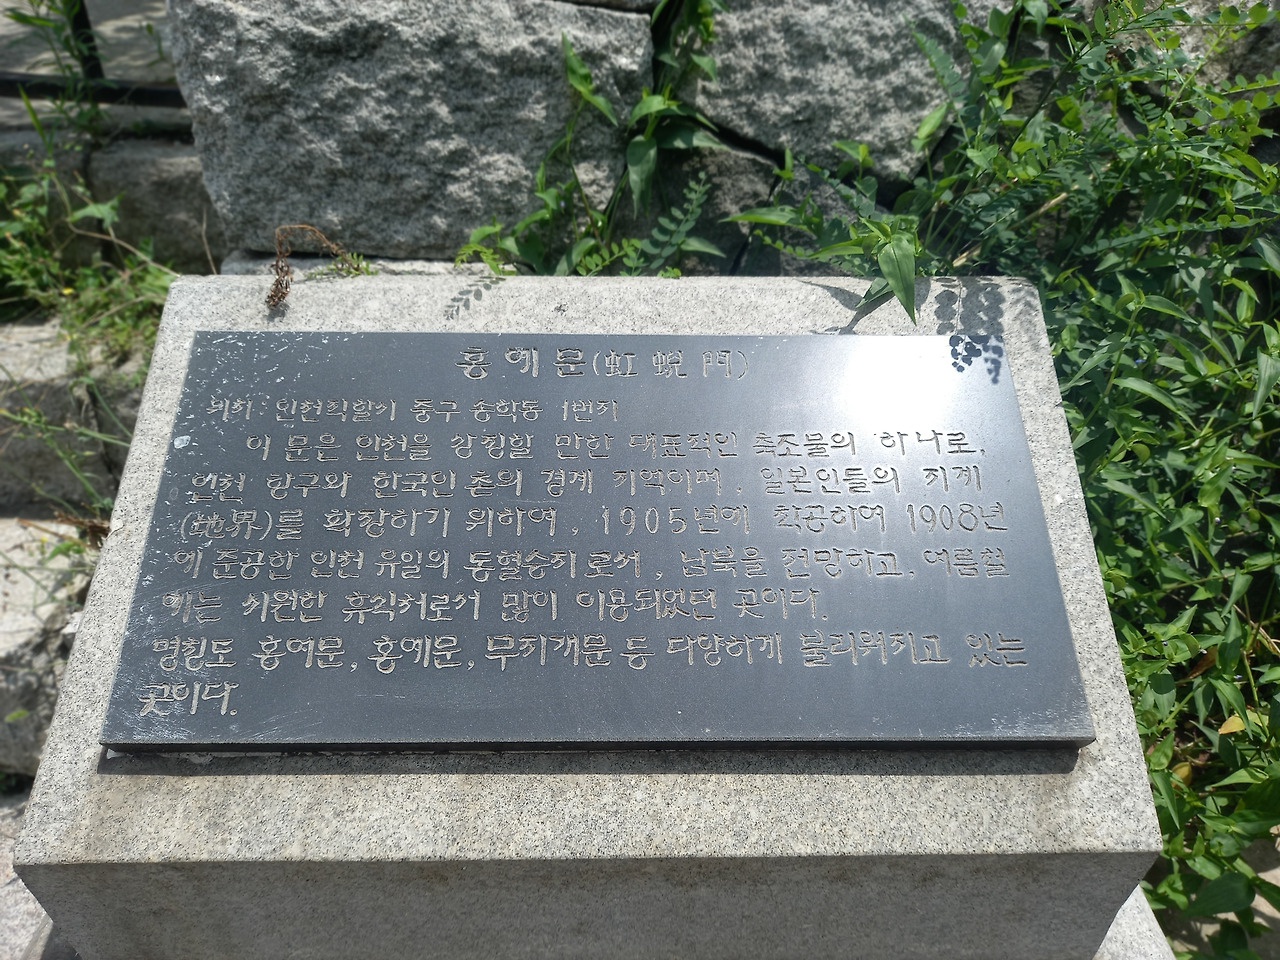 홍예문(虹蜺門)
위치 인천직할시 중구 송학동 1번지
이 문은 인천을 상징할 만한 대표적인 축조물의 하나로,
인천 항구와 한국인 촌의 경계 지역이며, 일본인들의 지계
(地界)를 확장하기 위하여, 1905년에 착공하여 1908년
에 준공한 인천 유일의 동혈숭지로서, 남북을 전망하고, 여름철
에는 시원한 휴식처로서 많이 이용되었던 곳이다.
명칭도 홍여문, 홍예문, 무지개문 등 다양하게 불리워지고 있는
곳이다.